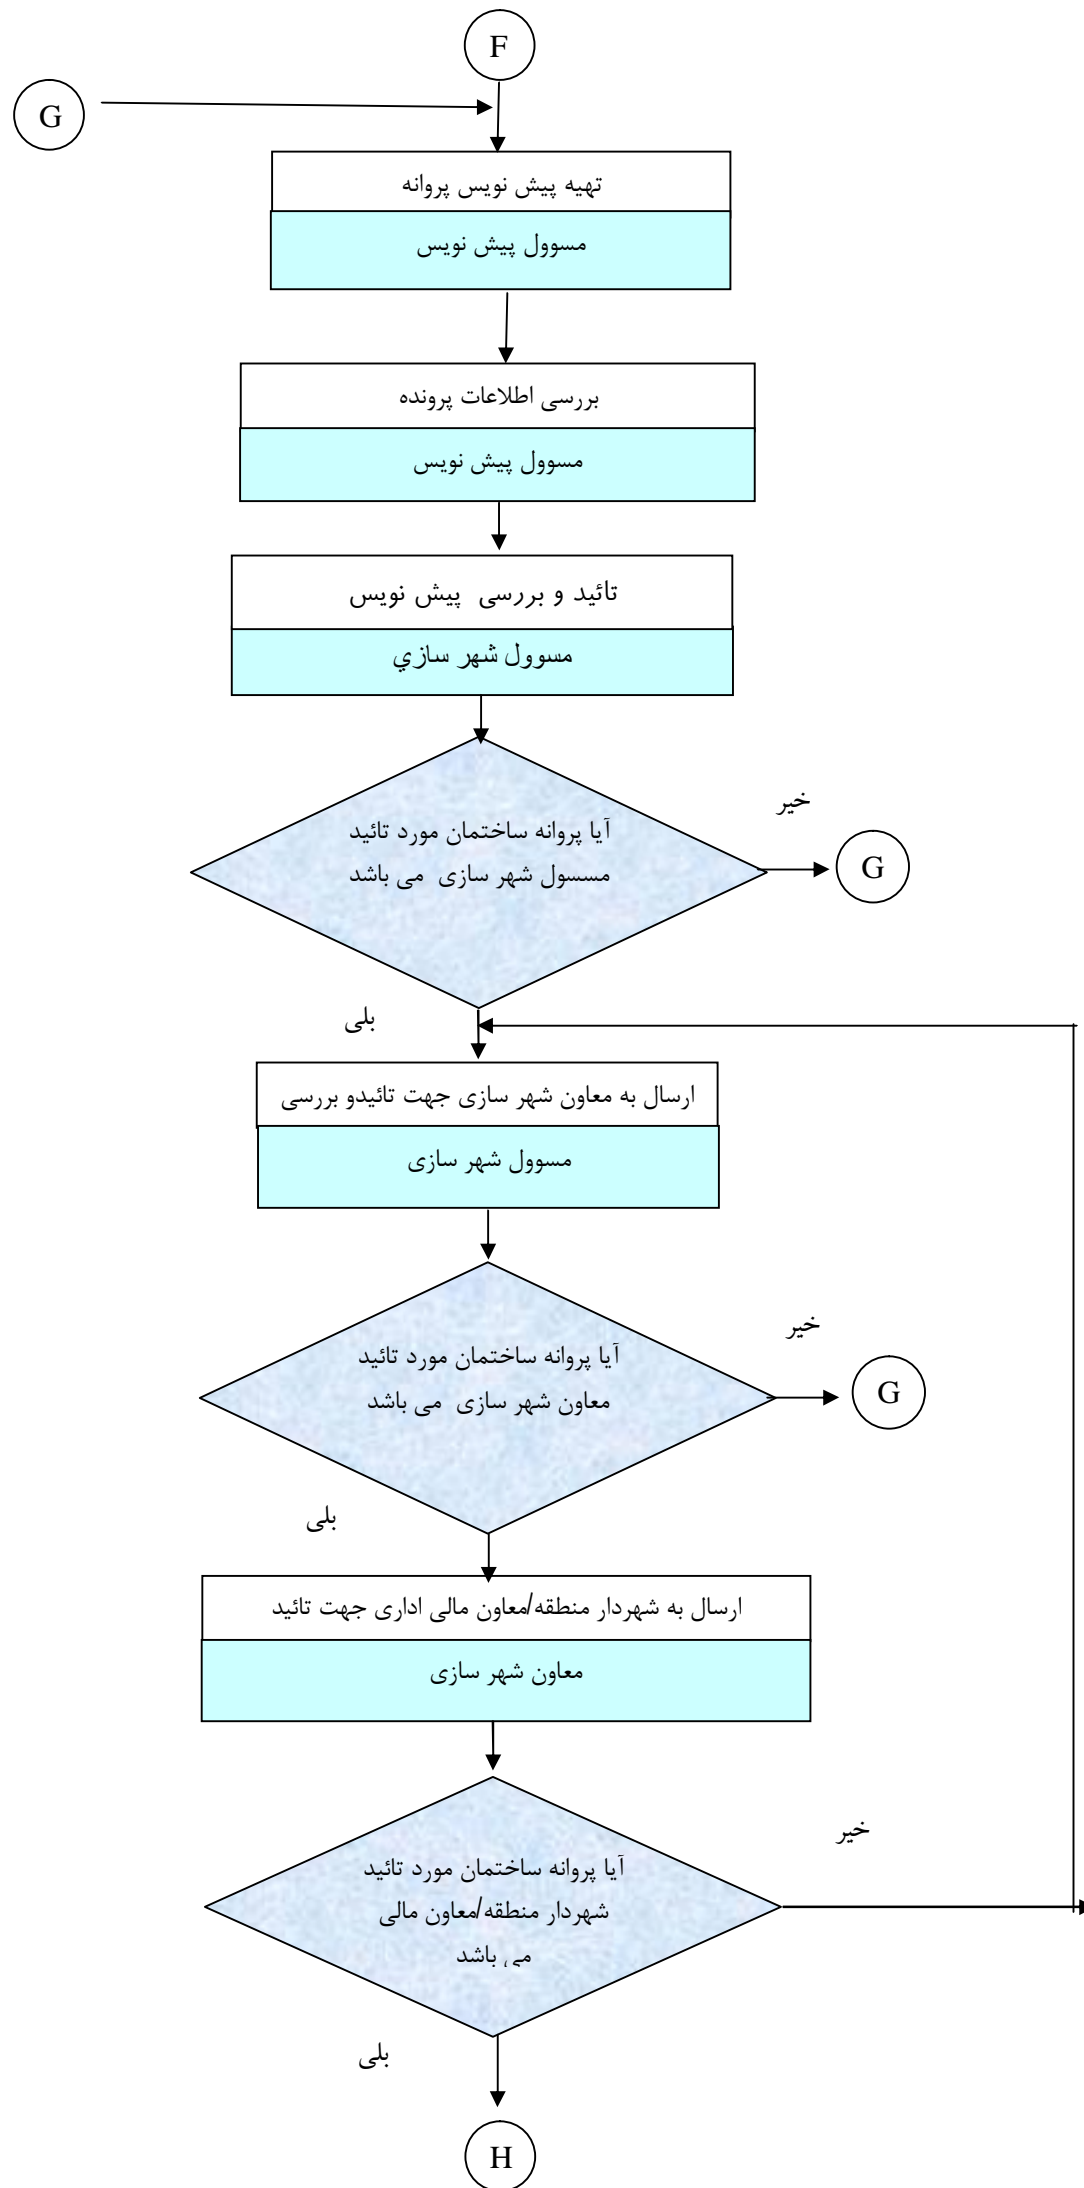 F
G
تهیه پیش نویس پروانه
مسوول پیش نویس
بررسی اطلاعات پرونده
مسوول پیش نویس
تائید و بررسی پیش نویس
مسوول شهر سازي
خیر
آیا پروانه ساختمان مورد تائید
مسسول شهر سازی می باشد
G
بلی
ارسال به معاون شهر سازی جهت تائیدو بررسی
مسوول شهر سازی
خیر
آیا پروانه ساختمان مورد تائید
معاون شهر سازی می باشد
G
بلی
ارسال به شهردار منطقه/معاون مالی اداری جهت تائید
معاون شهر سازی
خیر
آیا پروانه ساختمان مورد تائید
شهردار منطقه/معاون مالی
می باشد
بلی
H